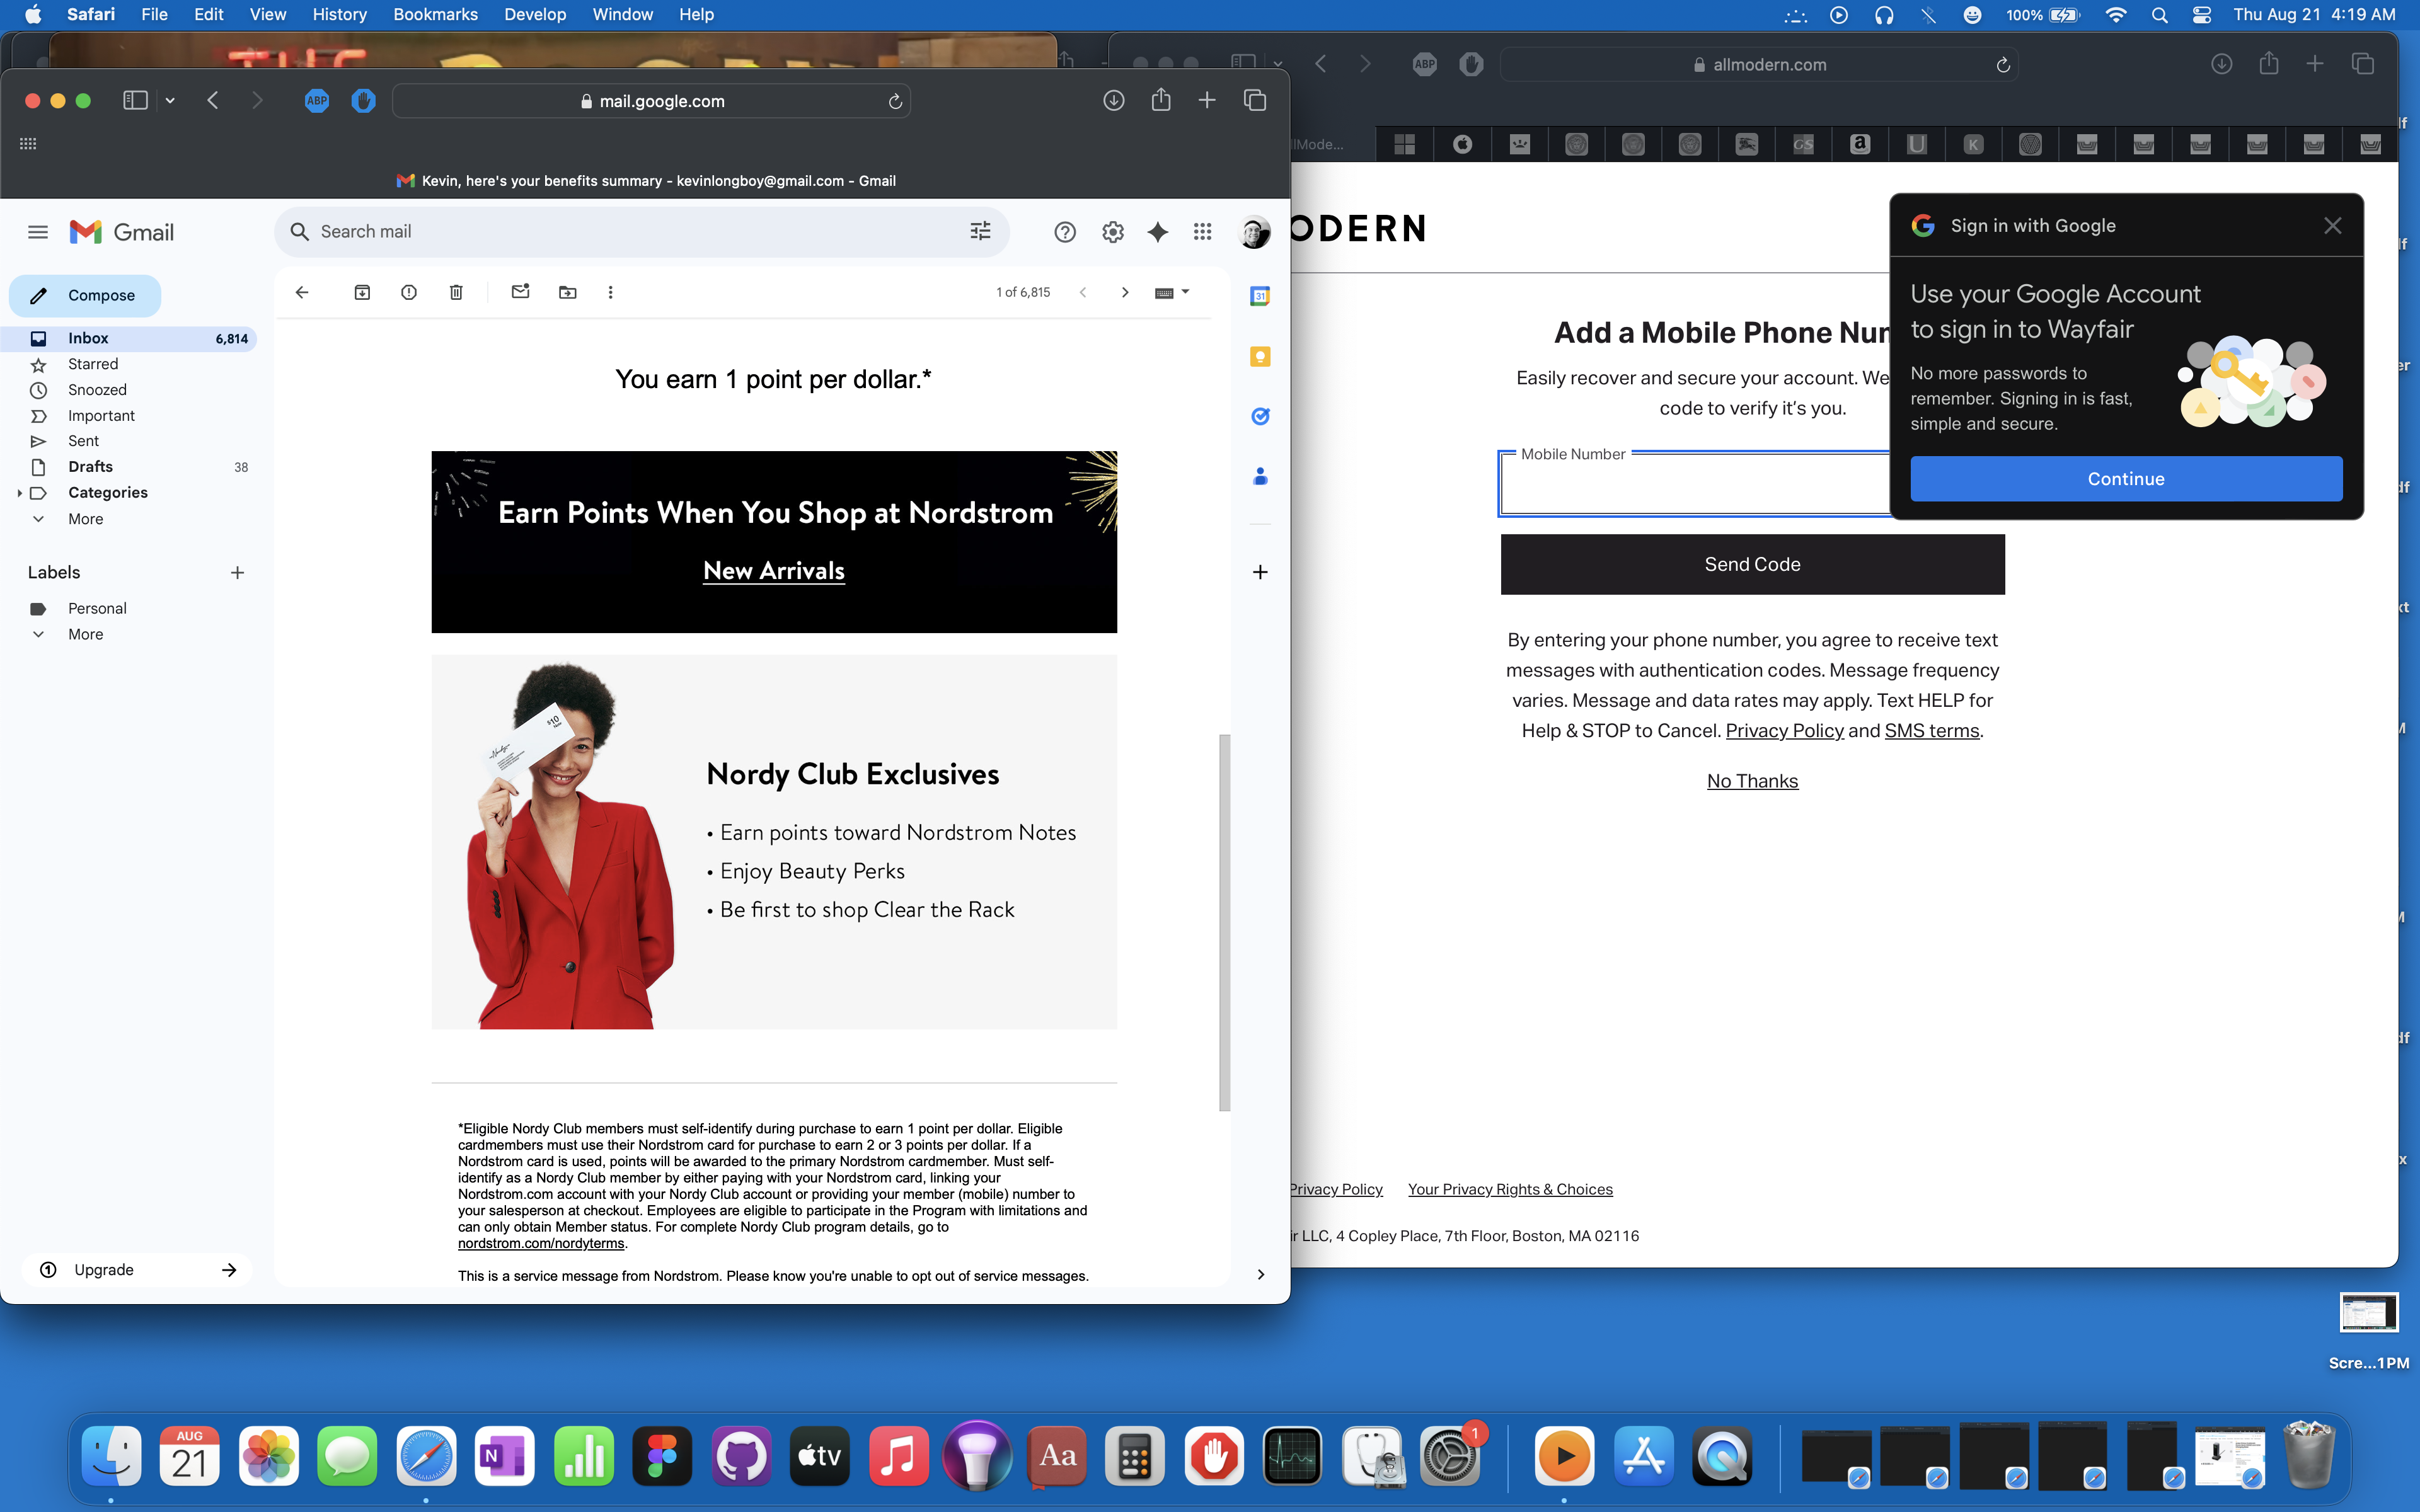 Safari File Edit View History Bookmarks Develop Window Help
100%
Thu Aug 21 4:19 AM
ABP
mail.google.com
Kevin, here's your benefits summary - kevinlongboy@gmail.com - Gmail
Gmail
Search mail
Compose
Inbox 6,814
Starred
Snoozed
Important
Sent
Drafts 38
Categories
More
Labels
Personal
More
Upgrade
1 of 6,815
31
You earn 1 point per dollar.*
Earn Points When You Shop at Nordstrom
New Arrivals
$10
Nordy Club Exclusives
• Earn points toward Nordstrom Notes
• Enjoy Beauty Perks
• Be first to shop Clear the Rack
*Eligible Nordy Club members must self-identify during purchase to earn 1 point per dollar. Eligible
cardmembers must use their Nordstrom card for purchase to earn 2 or 3 points per dollar. If a
Nordstrom card is used, points will be awarded to the primary Nordstrom cardmember. Must self-
identify as a Nordy Club member by either paying with your Nordstrom card, linking your
Nordstrom.com account with your Nordy Club account or providing your member (mobile) number to
your salesperson at checkout. Employees are eligible to participate in the Program with limitations and
can only obtain Member status. For complete Nordy Club program details, go to
nordstrom.com/nordyterms.
This is a service message from Nordstrom. Please know you're unable to opt out of service messages.
ABP
allmodern.com
llMode...
GS
a
U
K
ODERN
Sign in with Google
Use your Google Account
to sign in to Wayfair
No more passwords to
remember. Signing in is fast,
simple and secure.
Continue
Add a Mobile Phone Num
Easily recover and secure your account. We
code to verify it's you.
Mobile Number
Send Code
By entering your phone number, you agree to receive text
messages with authentication codes. Message frequency
varies. Message and data rates may apply. Text HELP for
Help & STOP to Cancel. Privacy Policy and SMS terms.
No Thanks
Privacy Policy Your Privacy Rights & Choices
ir LLC, 4 Copley Place, 7th Floor, Boston, MA 02116
Scre...1PM
AUG
21
N
tv
Aa
1